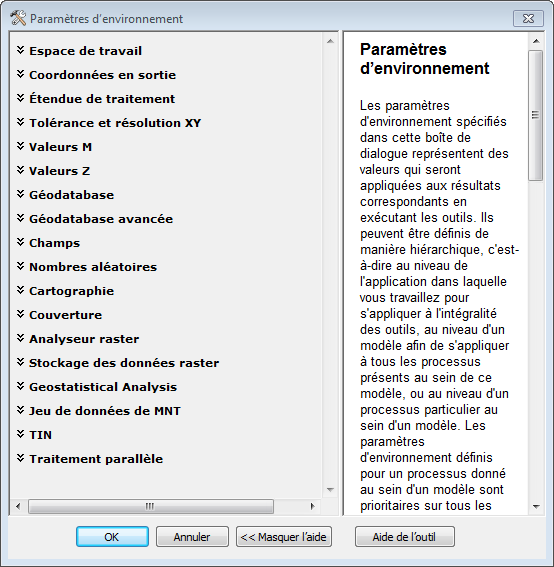 Paramètres d'environnement
Espace de travail
Coordonnées en sortie
Étendue de traitement
Tolérance et résolution XY
Valeurs M
Valeurs Z
Géodatabase
Géodatabase avancée
Champs
Nombres aléatoires
Cartographie
Couverture
Analyseur raster
Stockage des données raster
Geostatistical Analysis
Jeu de données de MNT
TIN
Traitement parallèle
Paramètres
d’environnement
Les paramètres
d'environnement spécifiés
dans cette boîte de
dialogue représentent des
valeurs qui seront
appliquées aux résultats
correspondants en
exécutant les outils. Ils
peuvent être définis de
manière hiérarchique, c'est-
à-dire au niveau de
l'application dans laquelle
vous travaillez pour
s'appliquer à l'intégralité
des outils, au niveau d'un
modèle afin de s'appliquer
à tous les processus
présents au sein de ce
modèle, ou au niveau d'un
processus particulier au
sein d'un modèle. Les
paramètres
d'environnement définis
pour un processus donné
au sein d'un modèle sont
prioritaires sur tous les
OK
Annuler
<< Masquer l'aide
Aide de l'outil